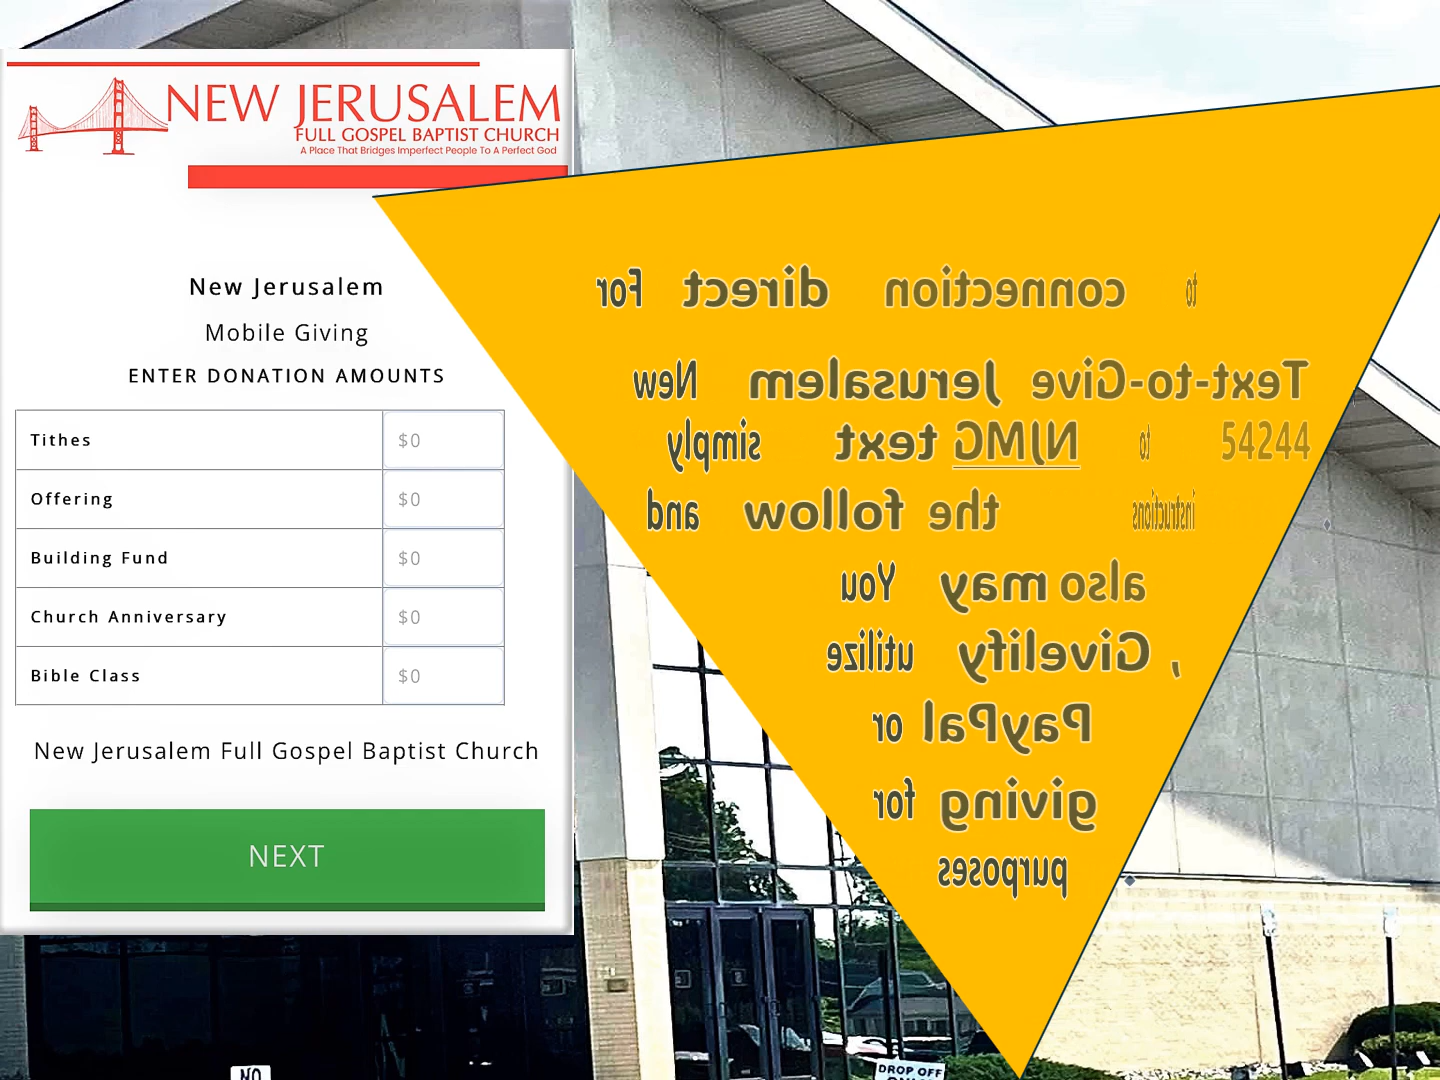 NEW JERUSALEM
FULL GOSPEL BAPTIST CHURCH
A Place That Bridges Imperfect People To A Perfect God
New Jerusalem
Mobile Giving
ENTER DONATION AMOUNTS
Tithes $0
Offering $0
Building Fund $0
Church Anniversary $0
Bible Class $0
New Jerusalem Full Gospel Baptist Church
NEXT
For direct connection to
New Jerusalem Text-to-Give
simply text NJMG to 54244
and follow the instructions.
You may also
utilize Givelify,
or PayPal
for giving
purposes
NO
DROP OFF